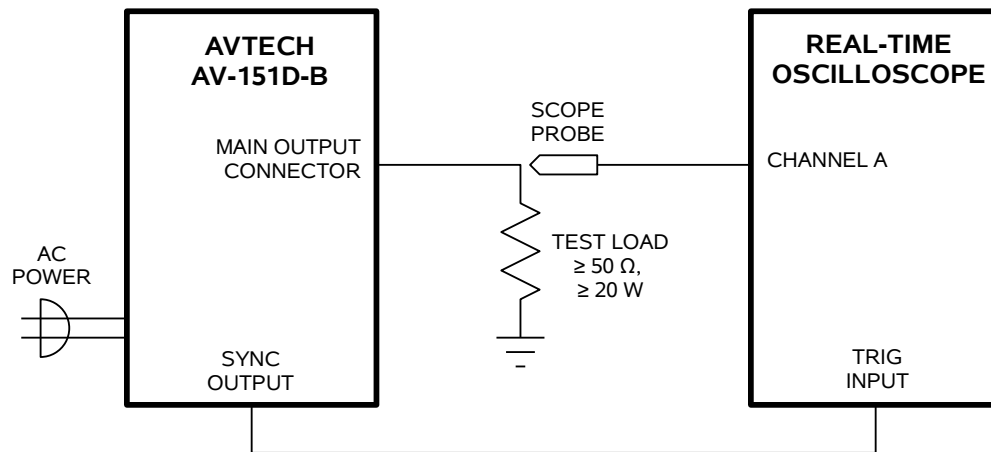 AVTECH
AV-151D-B
REAL-TIME
OSCILLOSCOPE
SCOPE
PROBE
MAIN OUTPUT
CONNECTOR
CHANNEL A
TEST LOAD
≥ 50 Ω,
≥ 20 W
AC
POWER
SYNC
OUTPUT
TRIG
INPUT